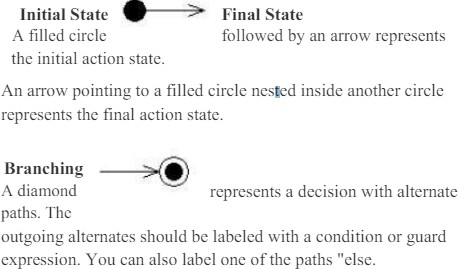 Initial State Final State
A filled circle followed by an arrow represents
the initial action state.
An arrow pointing to a filled circle nested inside another circle
represents the final action state.
Branching
A diamond represents a decision with alternate
paths. The
outgoing alternates should be labeled with a condition or guard
expression. You can also label one of the paths "else.